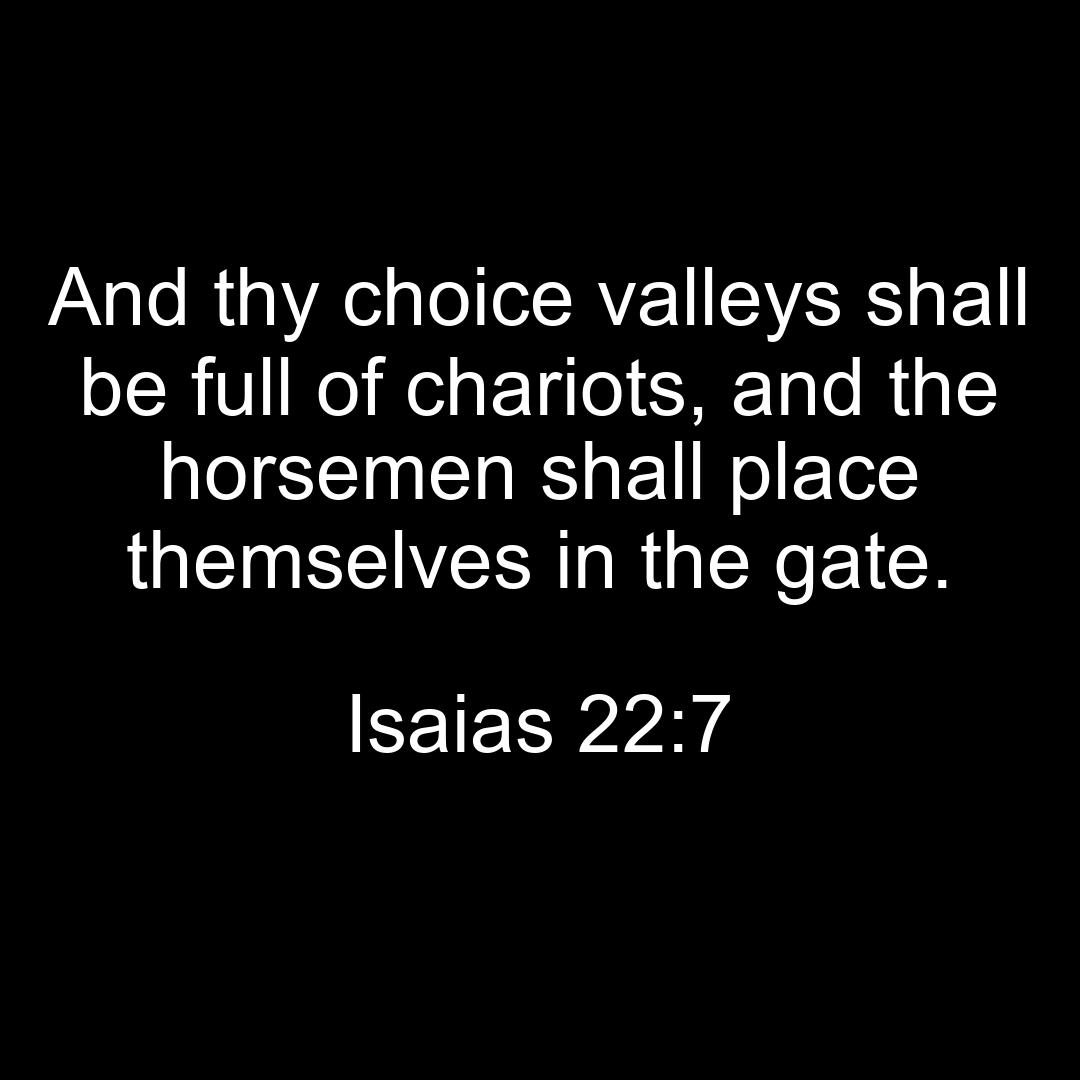 And thy choice valleys shall
be full of chariots, and the
horsemen shall place
themselves in the gate.
Isaias 22:7